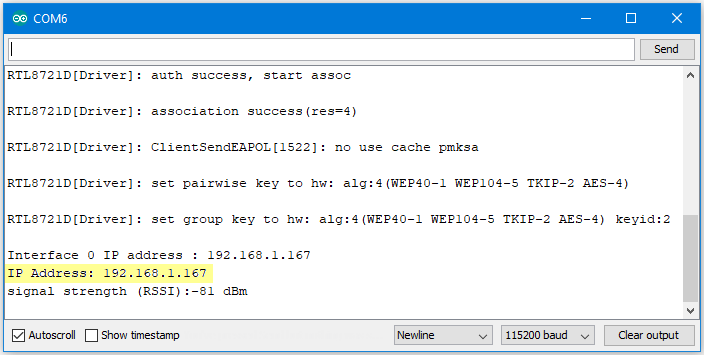 COM6
Send
RTL8721D[Driver]: auth success, start assoc
RTL8721D[Driver]: association success(res=4)
RTL8721D[Driver]: ClientSendEAPOL[1522]: no use cache pmksa
RTL8721D[Driver]: set pairwise key to hw: alg:4(WEP40-1 WEP104-5 TKIP-2 AES-4)
RTL8721D[Driver]: set group key to hw: alg:4(WEP40-1 WEP104-5 TKIP-2 AES-4) keyid:2
Interface 0 IP address : 192.168.1.167
IP Address: 192.168.1.167
signal strength (RSSI):-81 dBm
Autoscroll Show timestamp Newline 115200 baud Clear output